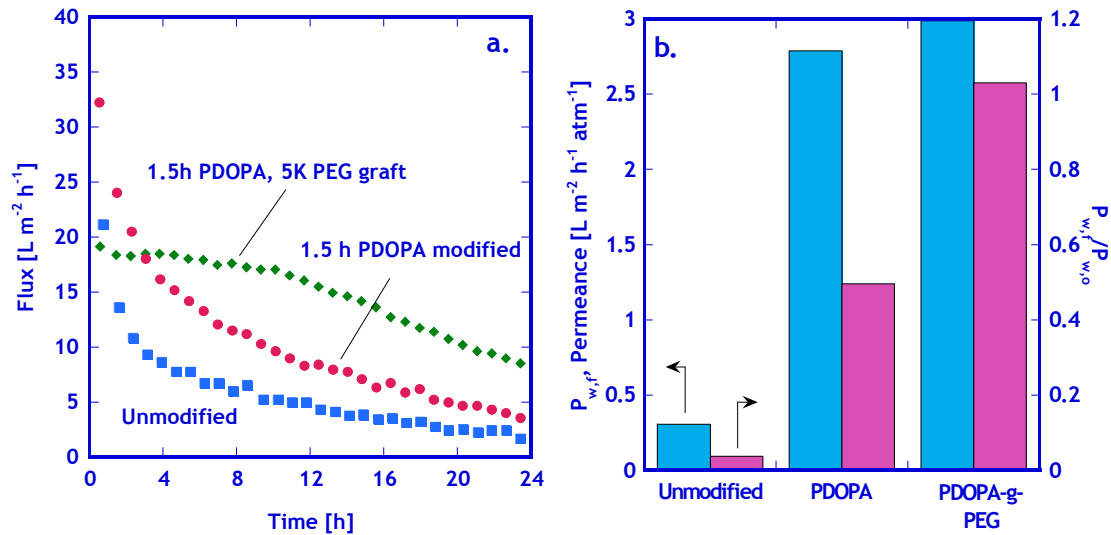 a.
40
35
30
25
20
15
10
5
0
Flux [L m⁻² h⁻¹]
1.5h PDOPA, 5K PEG graft
1.5 h PDOPA modified
Unmodified
0 4 8 12 16 20 24
Time [h]
b.
3
2.5
2
1.5
1
0.5
0
P_w,f, Permeance [L m⁻² h⁻¹ atm⁻¹]
1.2
1
0.8
0.6
0.4
0.2
0
P_w,f/P_w,o
Unmodified PDOPA PDOPA-g-
PEG